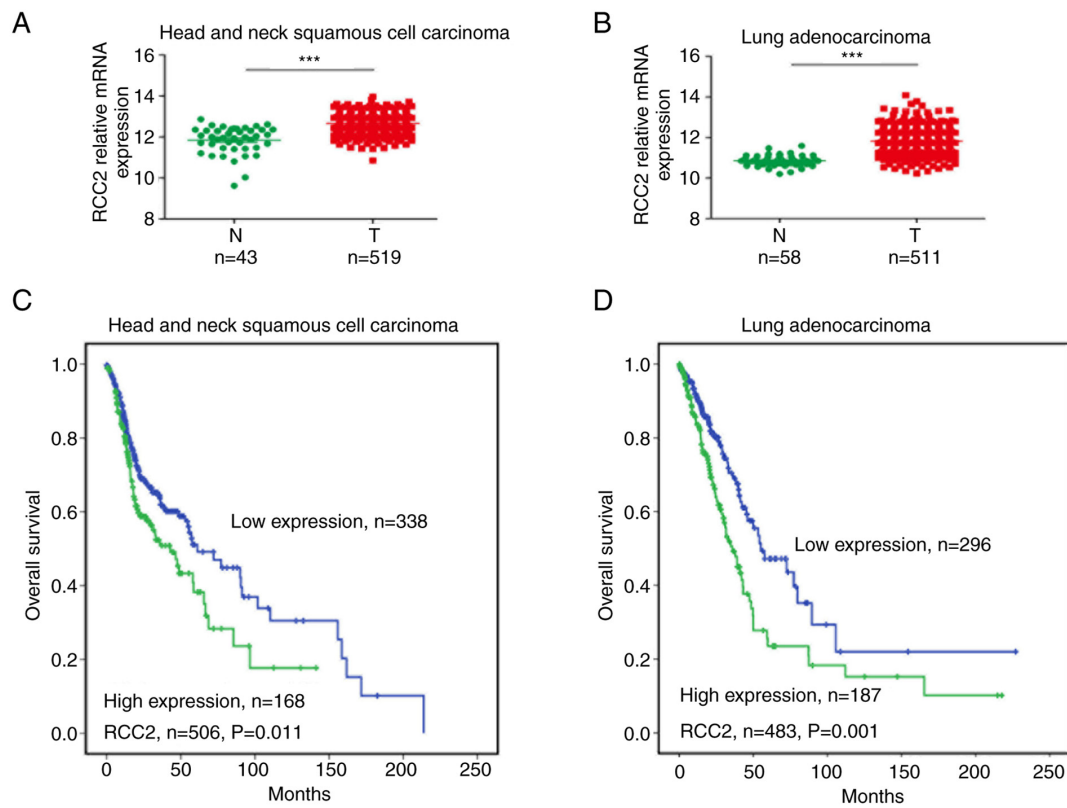 A
Head and neck squamous cell carcinoma
***
RCC2 relative mRNA
expression
16
14
12
10
8
N
T
n=43
n=519
B
Lung adenocarcinoma
***
RCC2 relative mRNA
expression
16
14
12
10
8
N
T
n=58
n=511
C
Head and neck squamous cell carcinoma
Overall survival
1.0
0.8
0.6
0.4
0.2
0.0
Low expression, n=338
High expression, n=168
RCC2, n=506, P=0.011
0
50
100
150
200
250
Months
D
Lung adenocarcinoma
Overall survival
1.0
0.8
0.6
0.4
0.2
0.0
Low expression, n=296
High expression, n=187
RCC2, n=483, P=0.001
0
50
100
150
200
250
Months